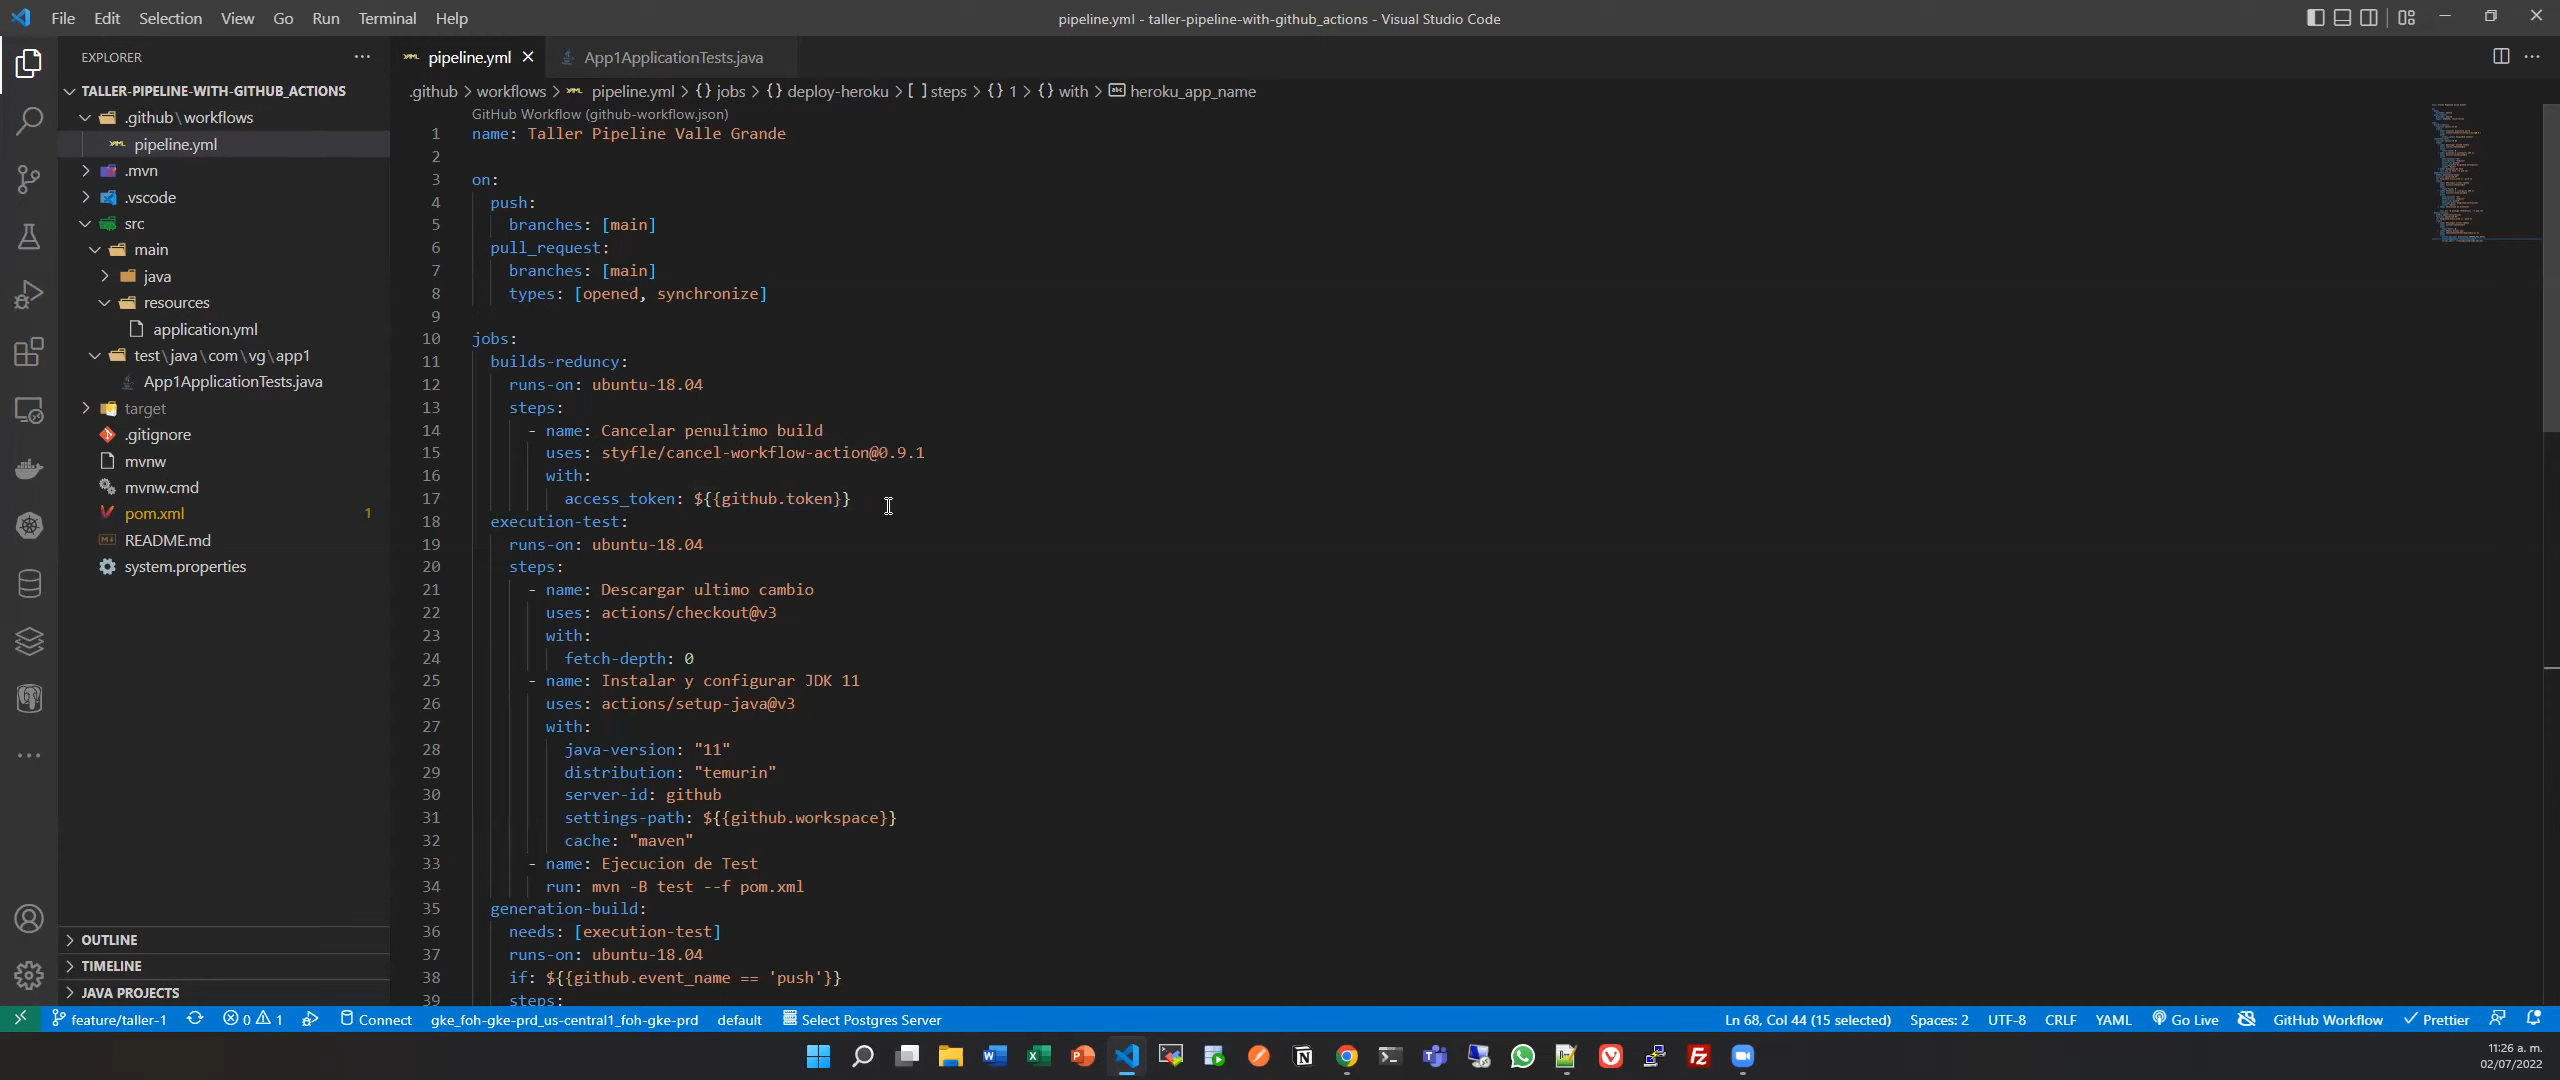 File Edit Selection View Go Run Terminal Help
pipeline.yml - taller-pipeline-with-github_actions - Visual Studio Code
EXPLORER
TALLER-PIPELINE-WITH-GITHUB_ACTIONS
.github\workflows
pipeline.yml
.mvn
.vscode
src
main
java
resources
application.yml
test\java\com\vg\app1
App1ApplicationTests.java
target
.gitignore
mvnw
mvnw.cmd
pom.xml 1
README.md
system.properties
OUTLINE
TIMELINE
JAVA PROJECTS
pipeline.yml App1ApplicationTests.java
.github > workflows > pipeline.yml > {} jobs > {} deploy-heroku > [ ] steps > {} 1 > {} with > heroku_app_name
GitHub Workflow (github-workflow.json)
1 name: Taller Pipeline Valle Grande
2
3 on:
4 push:
5 branches: [main]
6 pull_request:
7 branches: [main]
8 types: [opened, synchronize]
9
10 jobs:
11 builds-reduncy:
12 runs-on: ubuntu-18.04
13 steps:
14 - name: Cancelar penultimo build
15 uses: styfle/cancel-workflow-action@0.9.1
16 with:
17 access_token: ${{github.token}}
18 execution-test:
19 runs-on: ubuntu-18.04
20 steps:
21 - name: Descargar ultimo cambio
22 uses: actions/checkout@v3
23 with:
24 fetch-depth: 0
25 - name: Instalar y configurar JDK 11
26 uses: actions/setup-java@v3
27 with:
28 java-version: "11"
29 distribution: "temurin"
30 server-id: github
31 settings-path: ${{github.workspace}}
32 cache: "maven"
33 - name: Ejecucion de Test
34 run: mvn -B test --f pom.xml
35 generation-build:
36 needs: [execution-test]
37 runs-on: ubuntu-18.04
38 if: ${{github.event_name == 'push'}}
39 steps:
feature/taller-1 0 1 Connect gke_foh-gke-prd_us-central1_foh-gke-prd default Select Postgres Server Ln 68, Col 44 (15 selected) Spaces: 2 UTF-8 CRLF YAML Go Live GitHub Workflow Prettier
11:26 a. m.
02/07/2022